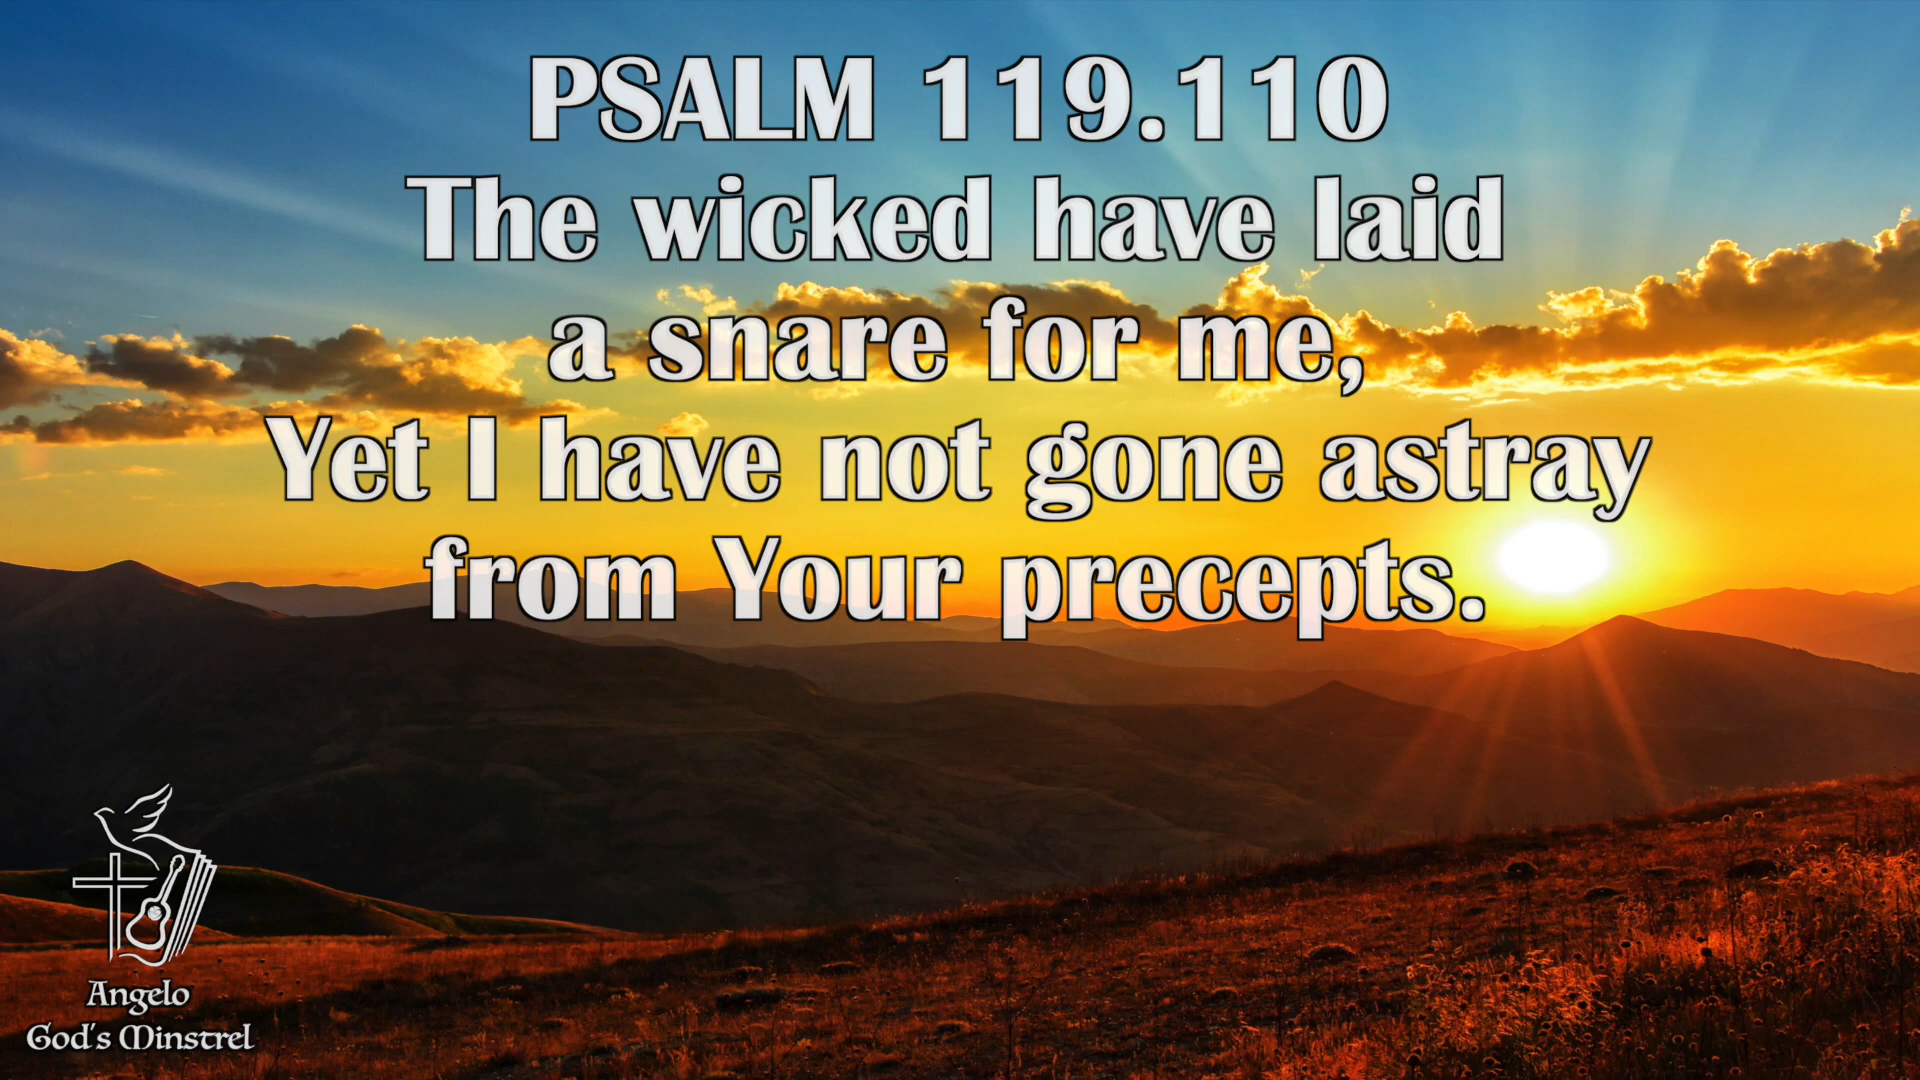 PSALM 119.110
The wicked have laid
a snare for me,
Yet I have not gone astray
from Your precepts.
Angelo
God's Minstrel